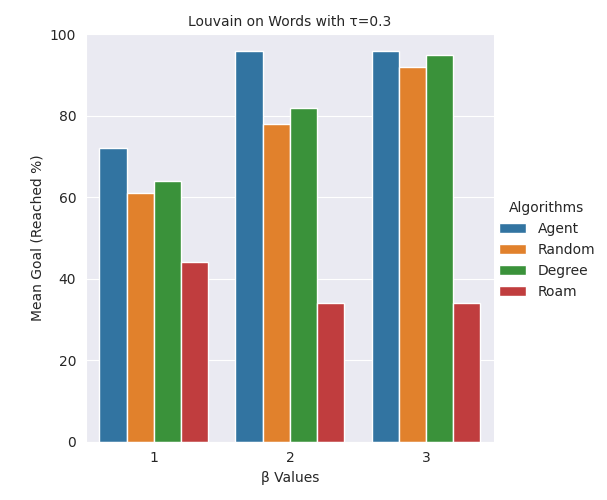 Louvain on Words with τ=0.3
100
80
60
40
20
0
Mean Goal (Reached %)
1
2
3
β Values
Algorithms
Agent
Random
Degree
Roam